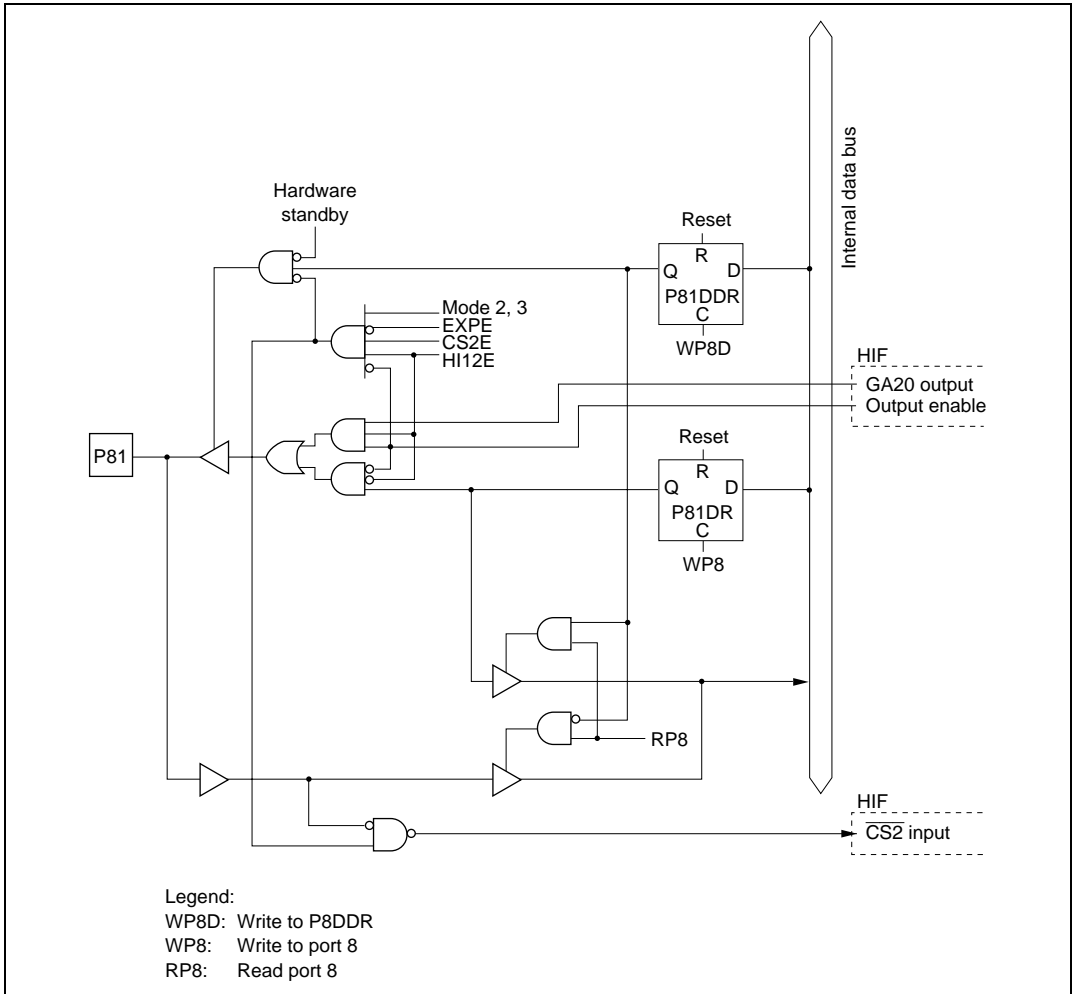 Hardware
standby
Reset
R
Q D
P81DDR
C
WP8D
Internal data bus
Mode 2, 3
EXPE
CS2E
HI12E
HIF
GA20 output
Output enable
P81
Reset
R
Q D
P81DR
C
WP8
RP8
HIF
CS2 input
Legend:
WP8D: Write to P8DDR
WP8: Write to port 8
RP8: Read port 8